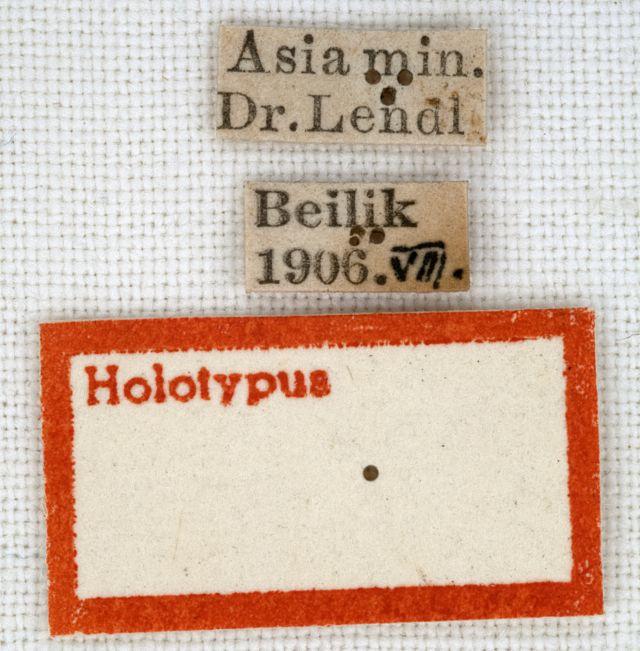 Asia min.
Dr. Lendl
Beilik
1906. VIII.
Holotypus